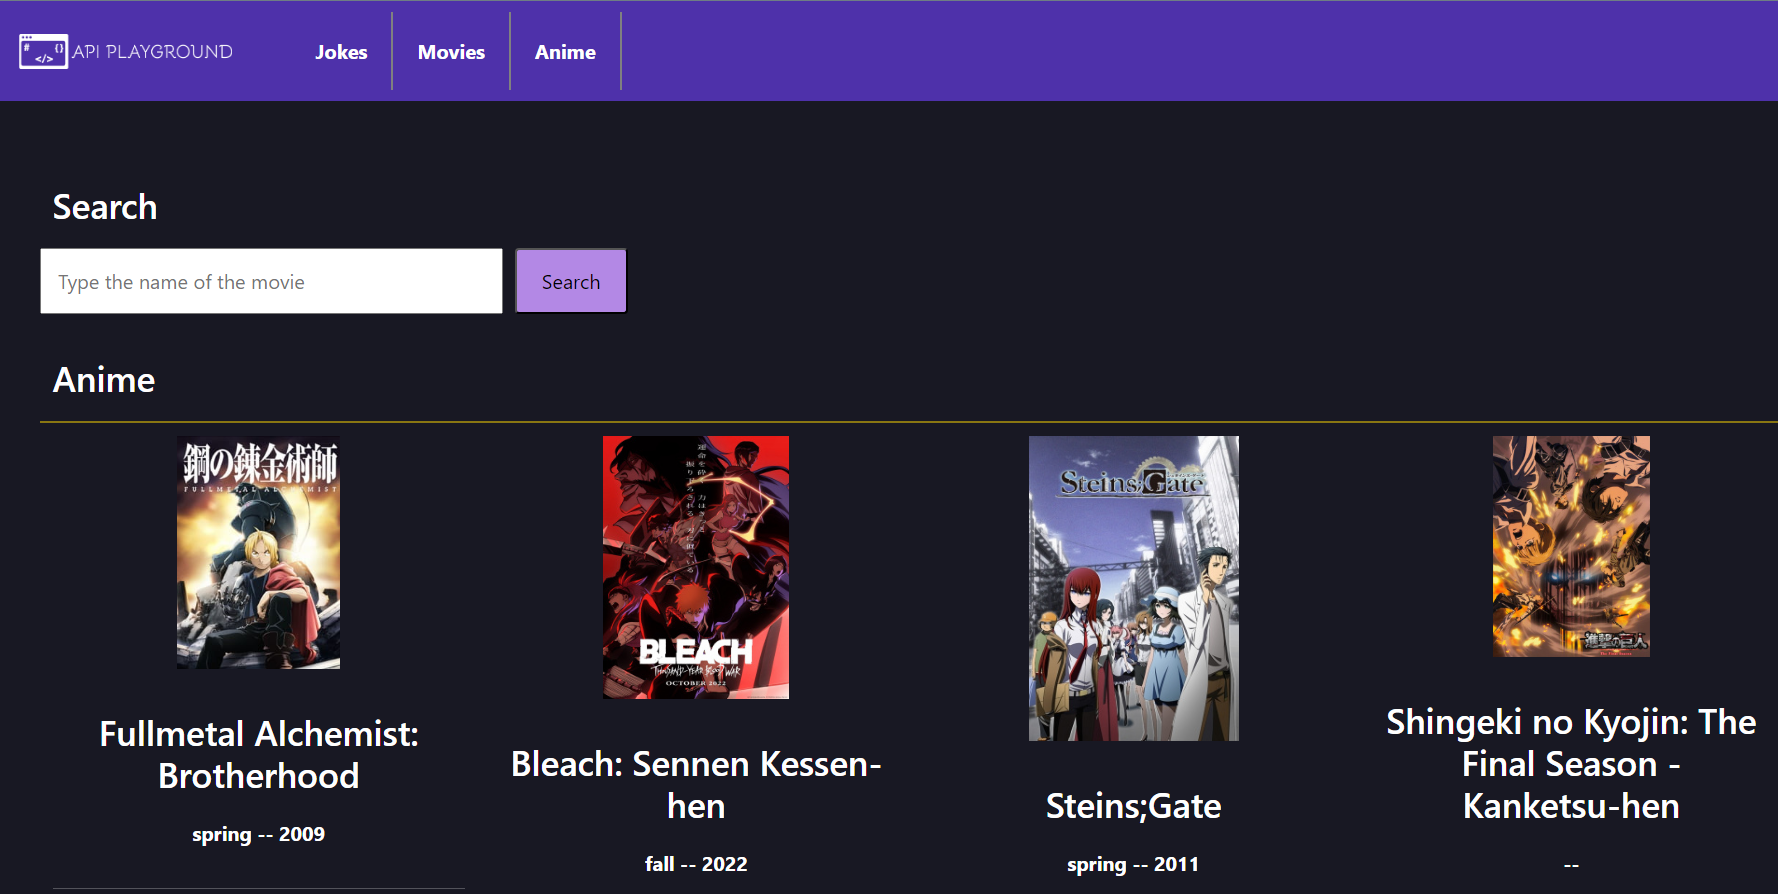 # {} </> API PLAYGROUND
Jokes
Movies
Anime
Search
Type the name of the movie
Search
Anime
鋼の錬金術師
FULLMETAL ALCHEMIST
BLEACH
THOUSAND-YEAR BLOOD WAR
OCTOBER 2022
Steins;Gate
進撃の巨人
The Final Season
Fullmetal Alchemist:
Brotherhood
spring -- 2009
Bleach: Sennen Kessen-
hen
fall -- 2022
Steins;Gate
spring -- 2011
Shingeki no Kyojin: The
Final Season -
Kanketsu-hen
--